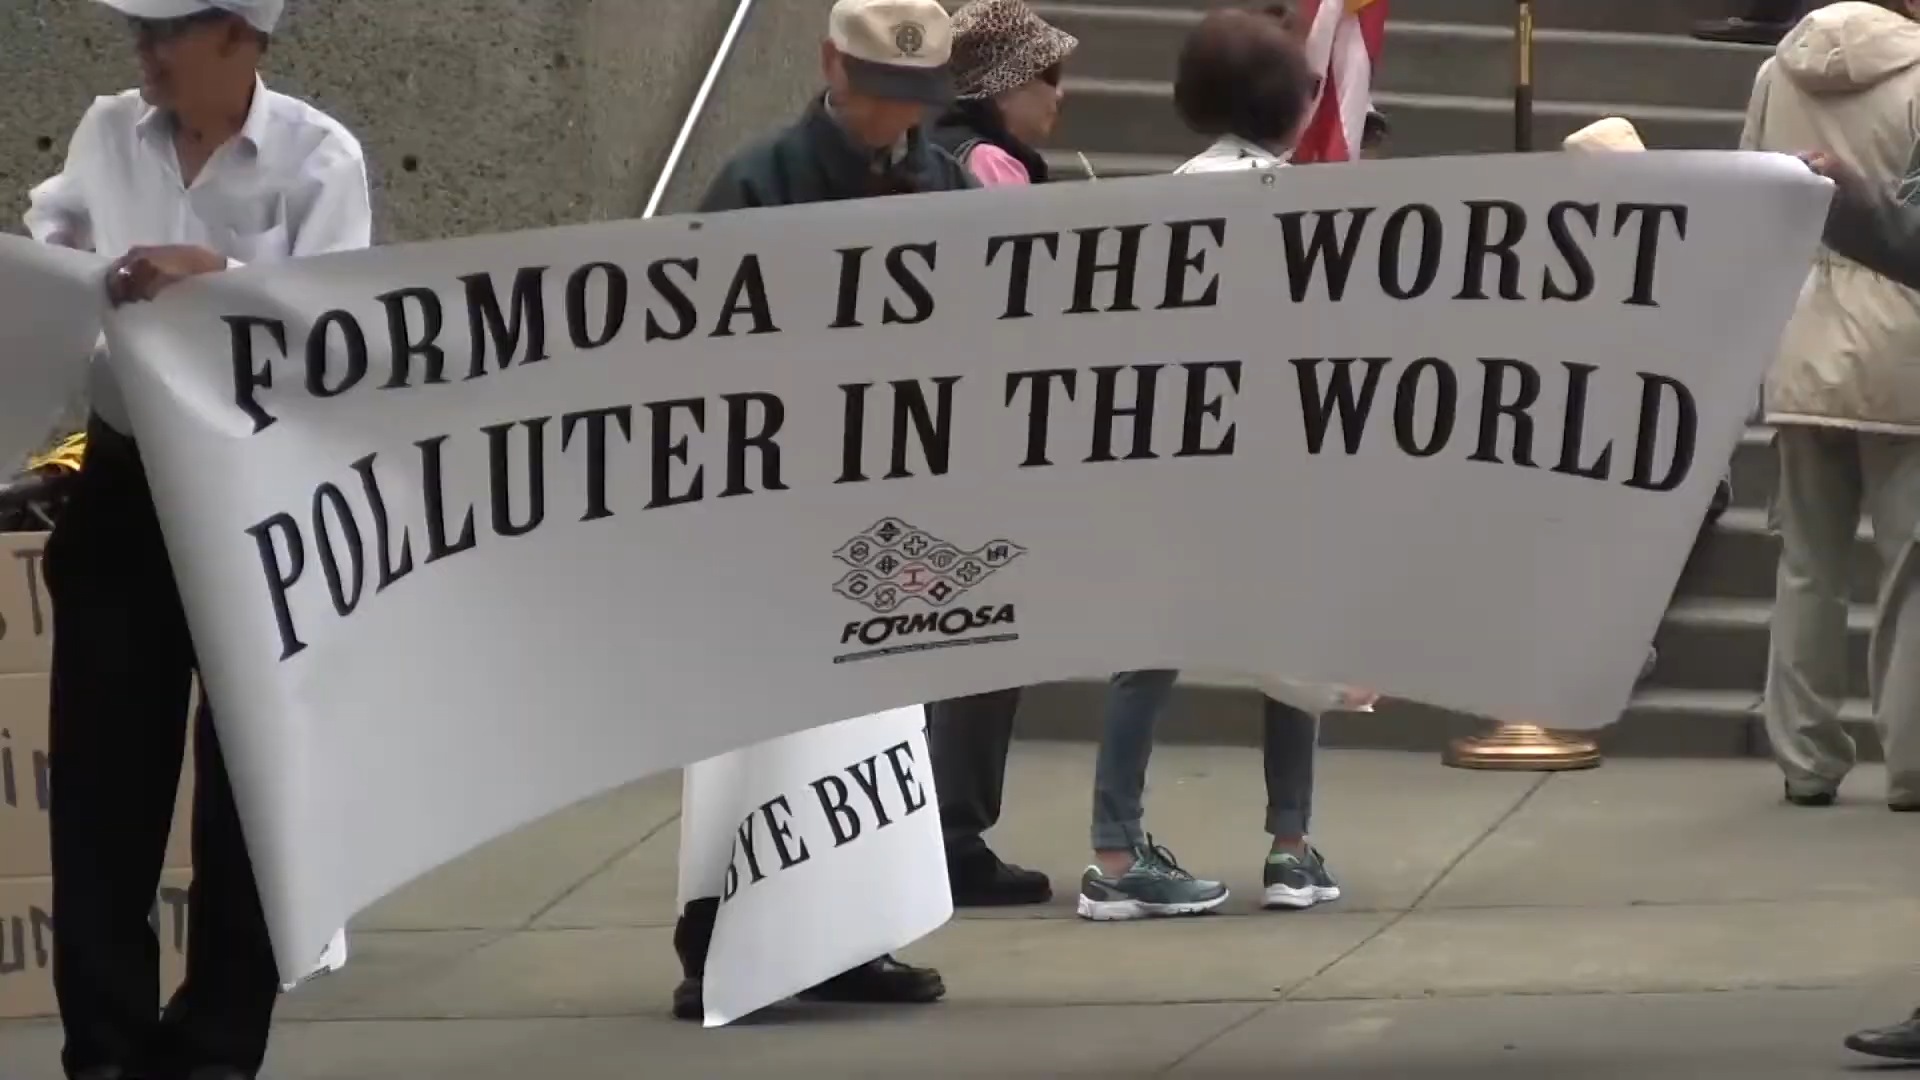 FORMOSA IS THE WORST
POLLUTER IN THE WORLD
FORMOSA
BYE BYE